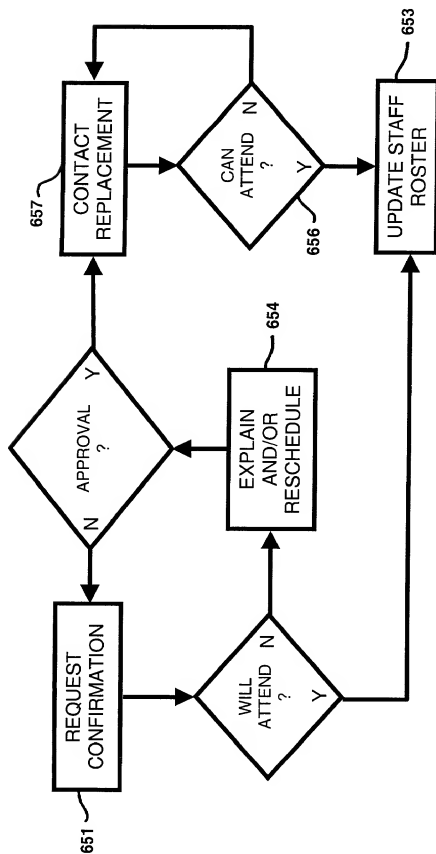 REQUEST
CONFIRMATION
651
WILL
ATTEND
?
N
Y
EXPLAIN
AND/OR
RESCHEDULE
654
APPROVAL
?
N
Y
CONTACT
REPLACEMENT
657
CAN
ATTEND
?
N
Y
656
UPDATE STAFF
ROSTER
653